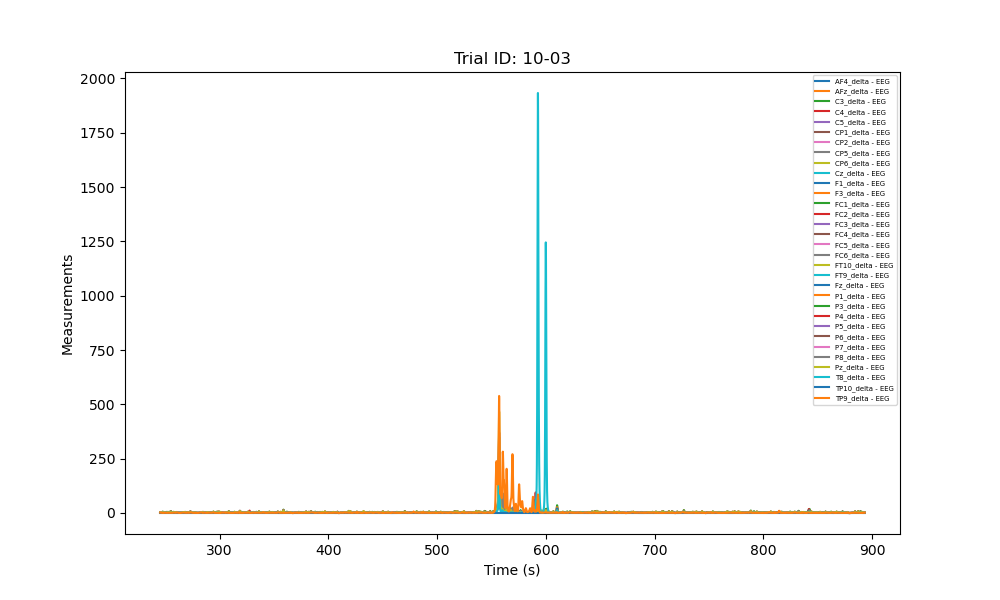 Trial ID: 10-03
2000
1750
1500
1250
1000
750
500
250
0
Measurements
300
400
500
600
700
800
900
Time (s)
AF4_delta - EEG
AFz_delta - EEG
C3_delta - EEG
C4_delta - EEG
C5_delta - EEG
CP1_delta - EEG
CP2_delta - EEG
CP5_delta - EEG
CP6_delta - EEG
Cz_delta - EEG
F1_delta - EEG
F3_delta - EEG
FC1_delta - EEG
FC2_delta - EEG
FC3_delta - EEG
FC4_delta - EEG
FC5_delta - EEG
FC6_delta - EEG
FT10_delta - EEG
FT9_delta - EEG
Fz_delta - EEG
P1_delta - EEG
P3_delta - EEG
P4_delta - EEG
P5_delta - EEG
P6_delta - EEG
P7_delta - EEG
P8_delta - EEG
Pz_delta - EEG
T8_delta - EEG
TP10_delta - EEG
TP9_delta - EEG